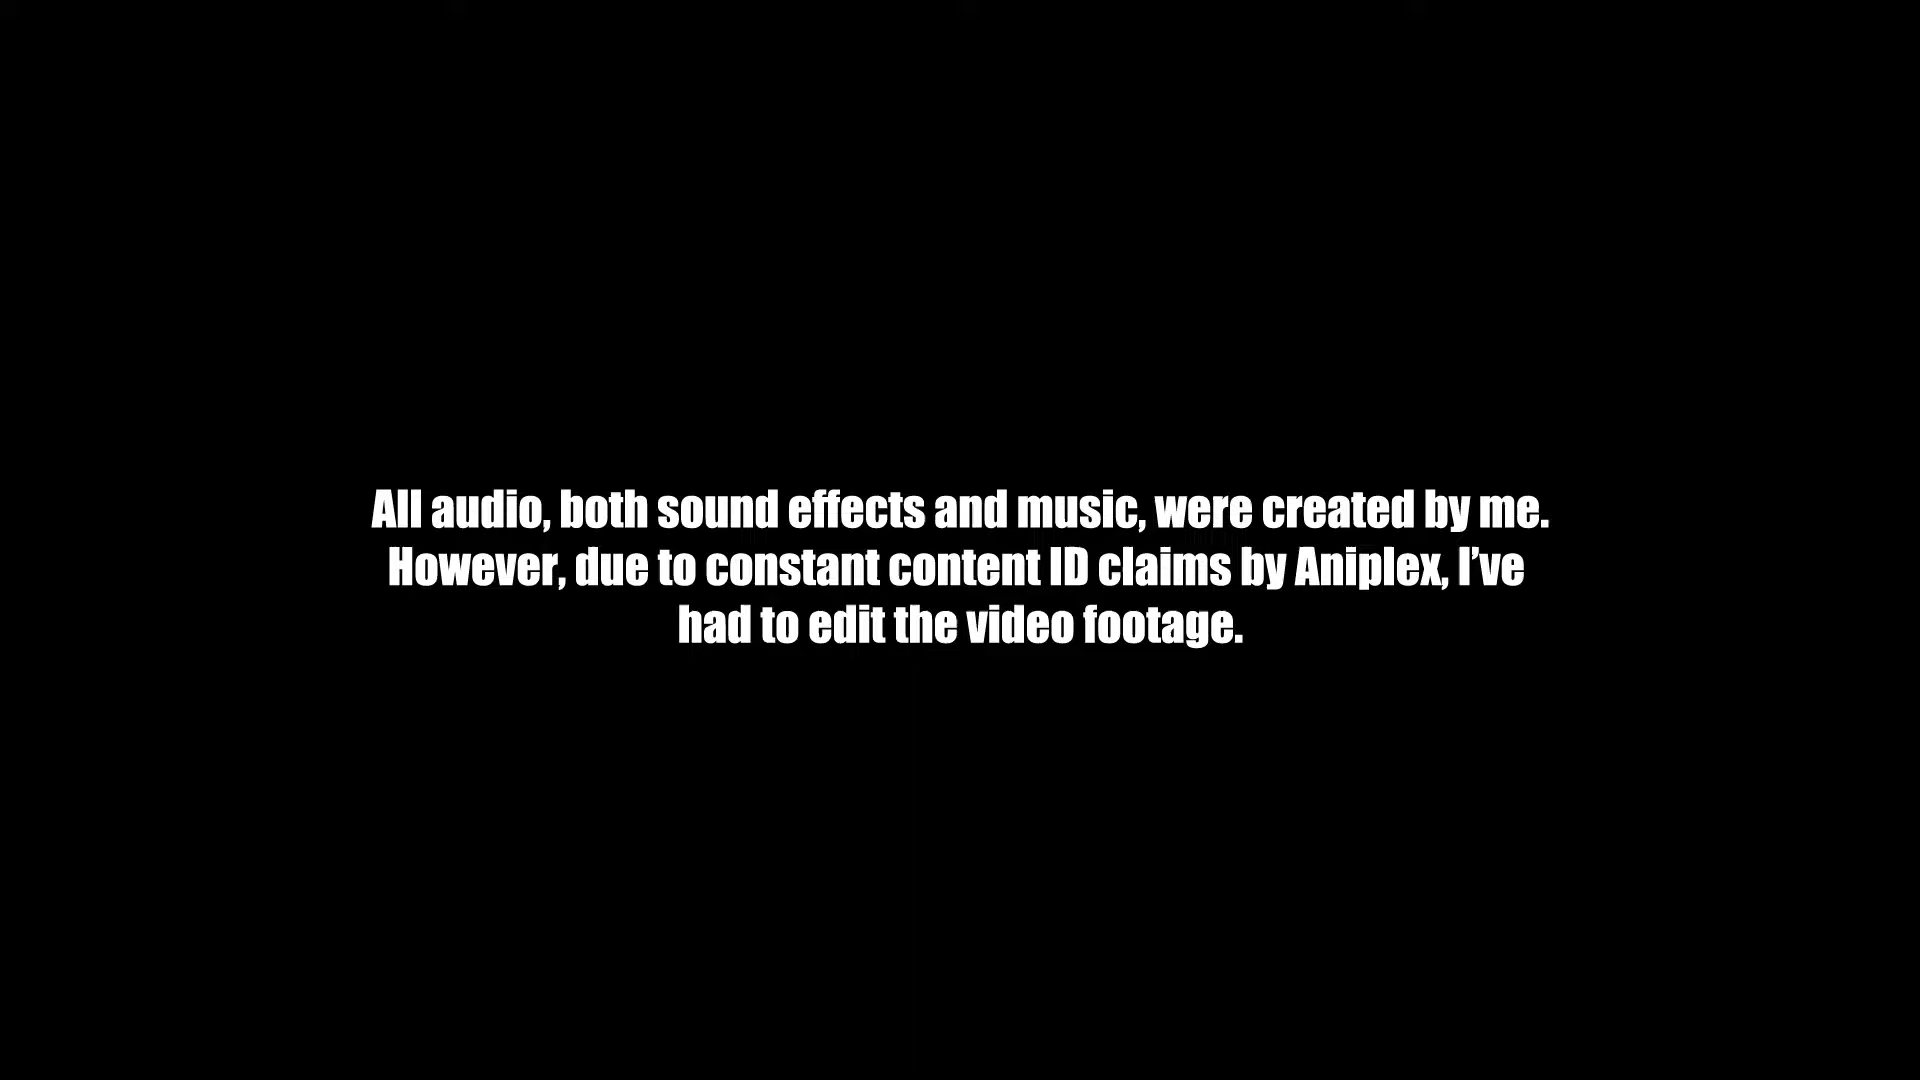 All audio, both sound effects and music, were created by me.
However, due to constant content ID claims by Aniplex, I’ve
had to edit the video footage.